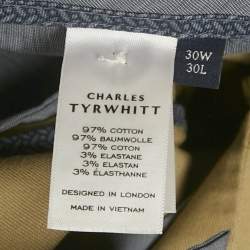 30W
30L
CHARLES
TYRWHITT
97% COTTON
97% BAUMWOLLE
97% COTON
3% ELASTANE
3% ELASTAN
3% ÉLASTHANNE
DESIGNED IN LONDON
MADE IN VIETNAM